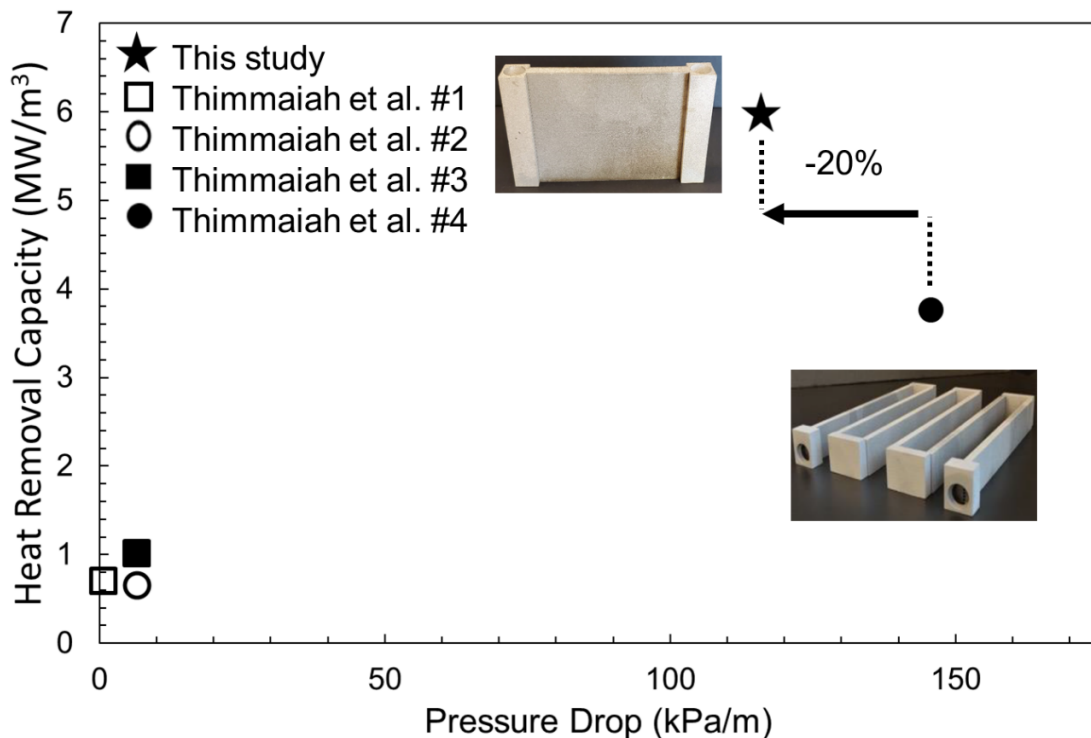 Heat Removal Capacity (MW/m³)
7
6
5
4
3
2
1
0
This study
Thimmaiah et al. #1
Thimmaiah et al. #2
Thimmaiah et al. #3
Thimmaiah et al. #4
-20%
0
50
100
150
Pressure Drop (kPa/m)